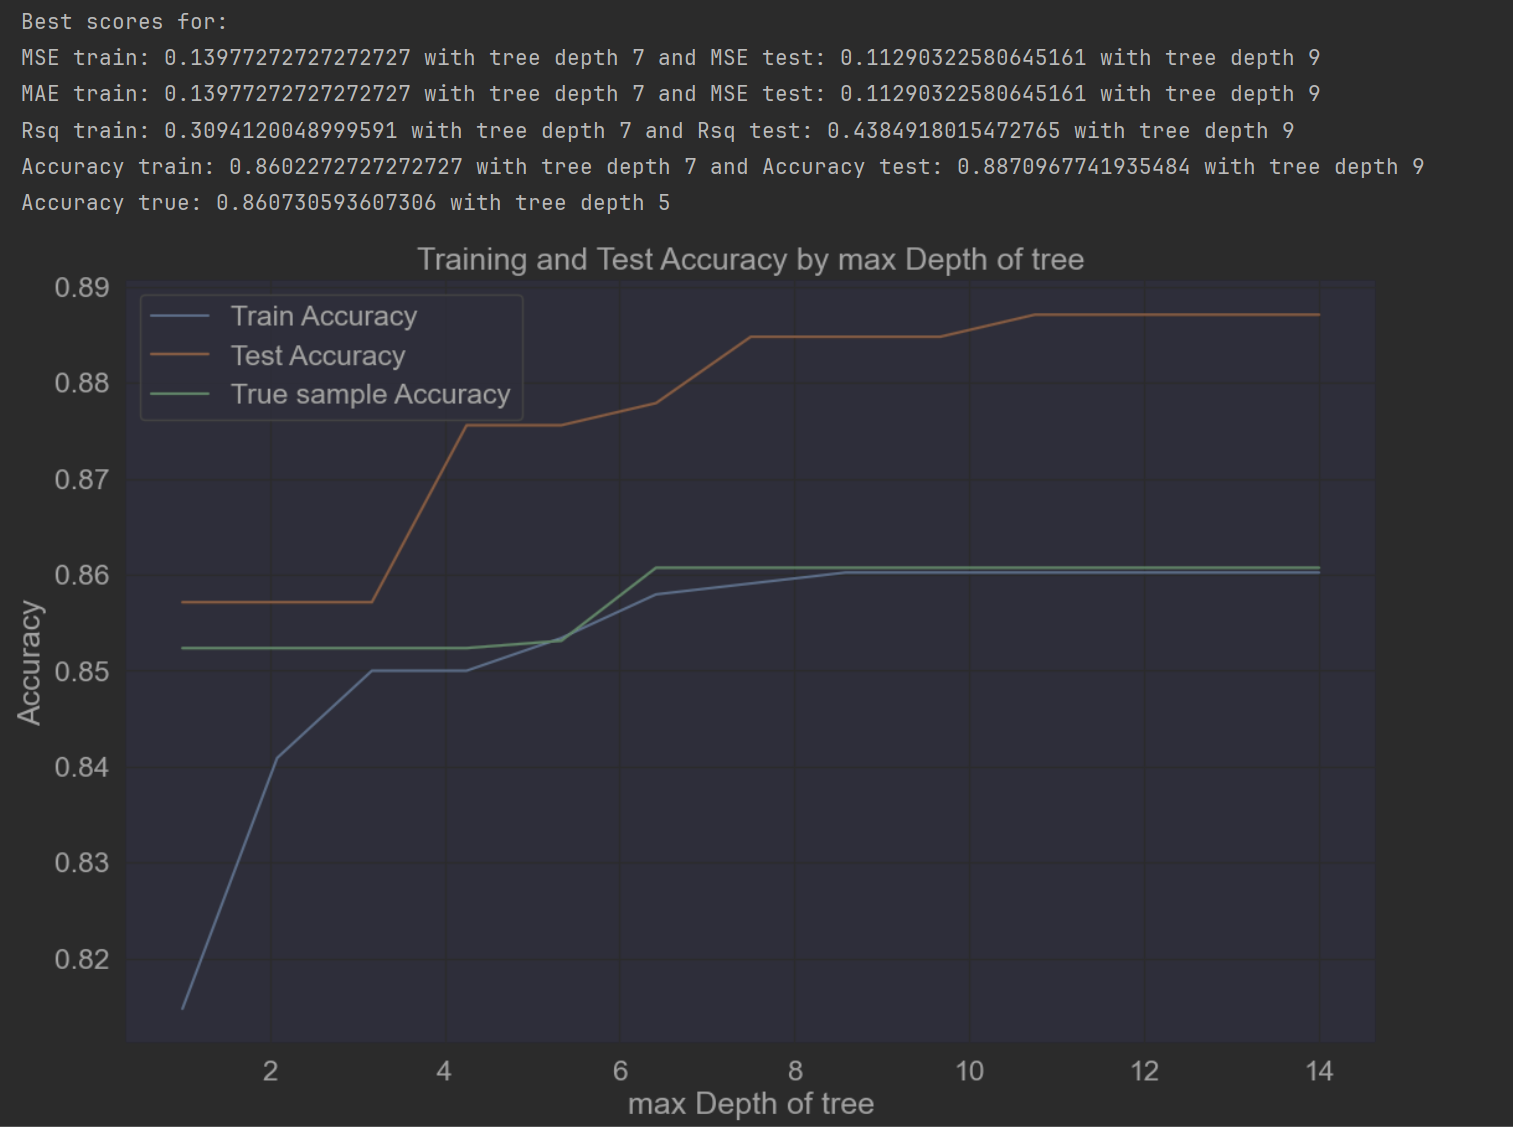 Best scores for:
MSE train: 0.13977272727272727 with tree depth 7 and MSE test: 0.11290322580645161 with tree depth 9
MAE train: 0.13977272727272727 with tree depth 7 and MSE test: 0.11290322580645161 with tree depth 9
Rsq train: 0.3094120048999591 with tree depth 7 and Rsq test: 0.4384918015472765 with tree depth 9
Accuracy train: 0.8602272727272727 with tree depth 7 and Accuracy test: 0.8870967741935484 with tree depth 9
Accuracy true: 0.860730593607306 with tree depth 5
Training and Test Accuracy by max Depth of tree
Train Accuracy
Test Accuracy
True sample Accuracy
0.89
0.88
0.87
0.86
0.85
0.84
0.83
0.82
Accuracy
2 4 6 8 10 12 14
max Depth of tree